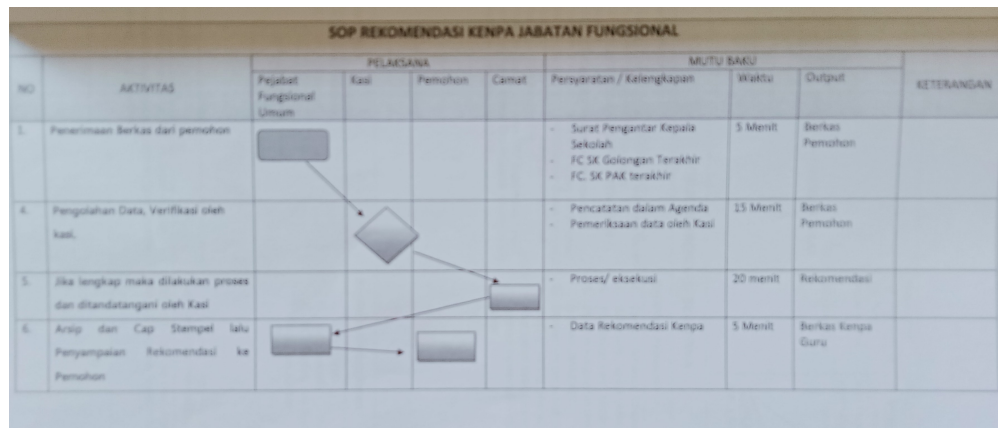 SOP REKOMENDASI KENPA JABATAN FUNGSIONAL
NO AKTIVITAS PELAKSANA MUTU BAKU KETERANGAN
Pejabat Fungsional Umum Kasi Pemohon Camat Persyaratan / Kelengkapan Waktu Output
1. Penerimaan Berkas dari pemohon
- Surat Pengantar Kepala
Sekolah
- FC SK Golongan Terakhir
- FC. SK PAK terakhir
5 Menit
Berkas
Pemohon
4. Pengolahan Data, Verifikasi oleh
kasi.
- Pencatatan dalam Agenda
- Pemeriksaan data oleh Kasi
15 Menit
Berkas
Pemohon
5. Jika lengkap maka dilakukan proses
dan ditandatangani oleh Kasi
- Proses/ eksekusi
20 menit
Rekomendasi
6. Arsip dan Cap Stempel lalu
Penyampaian Rekomendasi ke
Pemohon
- Data Rekomendasi Kenpa
5 Menit
Berkas Kenpa
Guru